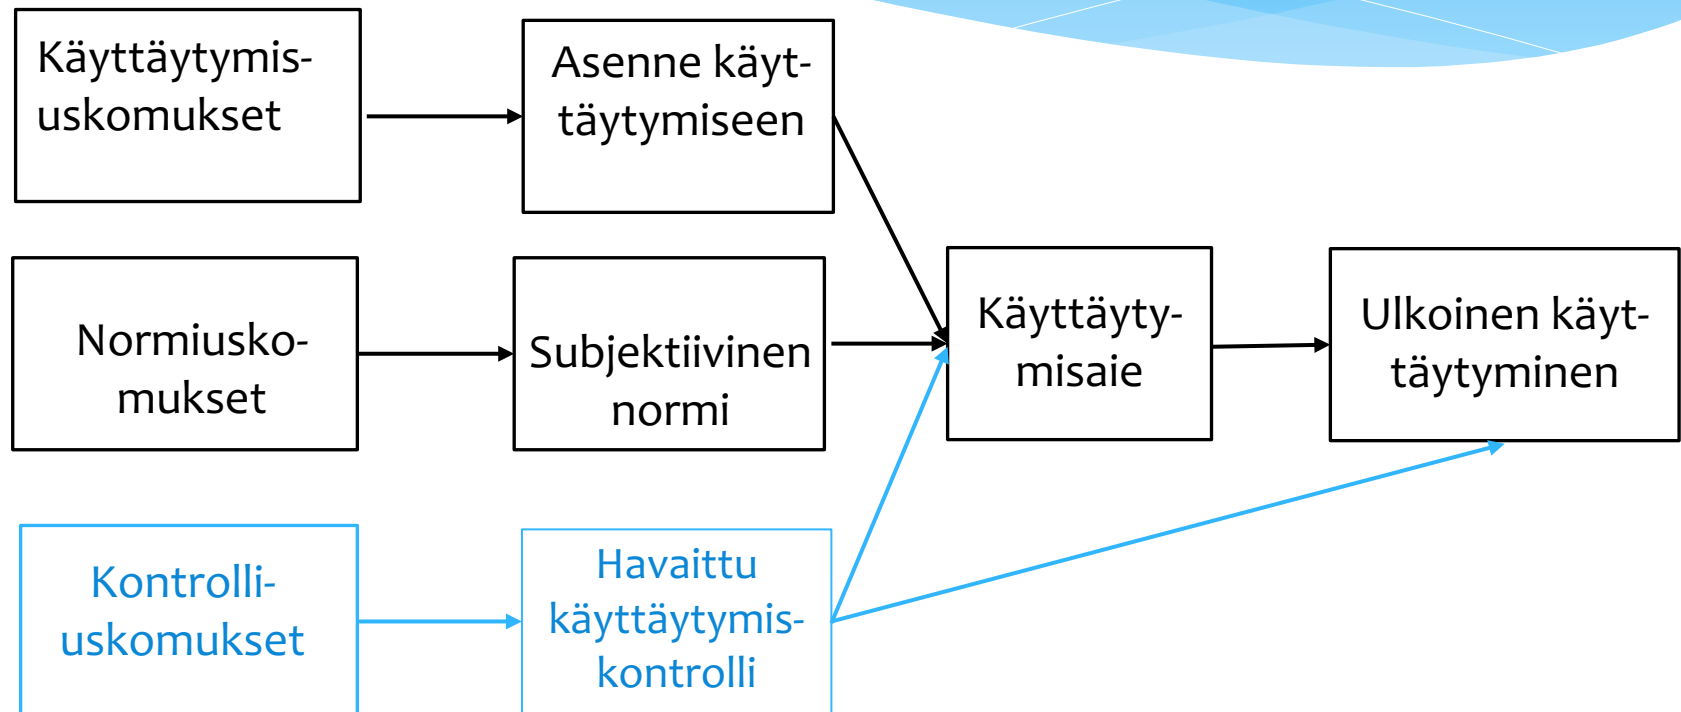 Käyttäytymis-
uskomukset
Asenne käyt-
täytymiseen
Normiusko-
mukset
Subjektiivinen
normi
Käyttäyty-
misaie
Ulkoinen käyt-
täytyminen
Kontrolli-
uskomukset
Havaittu
käyttäytymis-
kontrolli